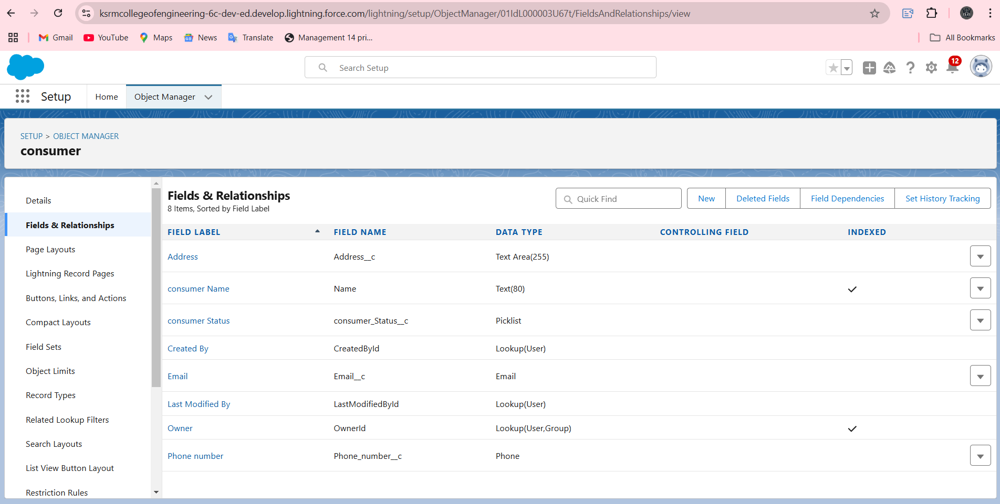 ksrmcollegeofengineering-6c-dev-ed.develop.lightning.force.com/lightning/setup/ObjectManager/01IdL000003U67t/FieldsAndRelationships/view
Gmail YouTube Maps News Translate Management 14 pri... All Bookmarks
Search Setup
12
Setup Home Object Manager
SETUP > OBJECT MANAGER
consumer
Details
Fields & Relationships
Page Layouts
Lightning Record Pages
Buttons, Links, and Actions
Compact Layouts
Field Sets
Object Limits
Record Types
Related Lookup Filters
Search Layouts
List View Button Layout
Restriction Rules
Fields & Relationships
8 Items, Sorted by Field Label
Quick Find New Deleted Fields Field Dependencies Set History Tracking
FIELD LABEL FIELD NAME DATA TYPE CONTROLLING FIELD INDEXED
Address Address__c Text Area(255)
consumer Name Name Text(80)
consumer Status consumer_Status__c Picklist
Created By CreatedById Lookup(User)
Email Email__c Email
Last Modified By LastModifiedById Lookup(User)
Owner OwnerId Lookup(User,Group)
Phone number Phone_number__c Phone